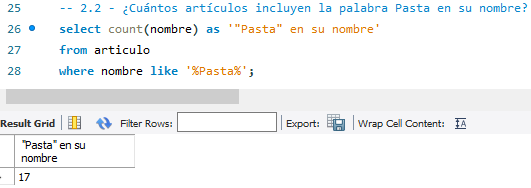 25 -- 2.2 - ¿Cuántos artículos incluyen la palabra Pasta en su nombre?
26 select count(nombre) as '"Pasta" en su nombre'
27 from articulo
28 where nombre like '%Pasta%';
Result Grid Filter Rows: Export: Wrap Cell Content:
"Pasta" en su
nombre
17